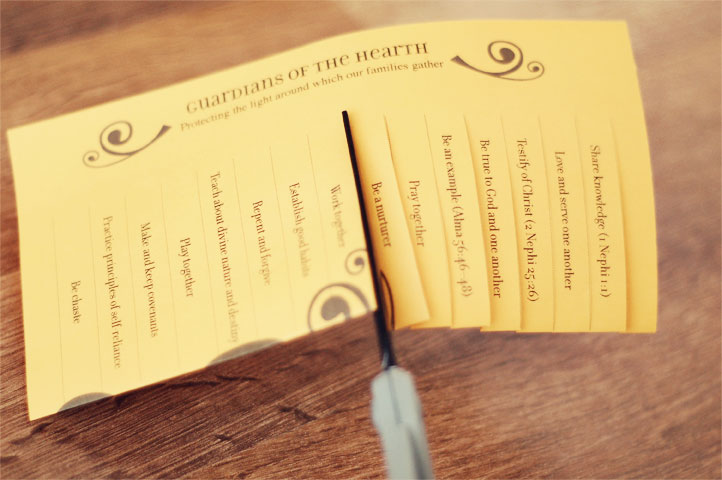 Guardians of the Hearth
Protecting the light around which our families gather
Be chaste
Practice principles of self reliance
Make and keep covenants
Play together
Teach about divine nature and destiny
Repent and forgive
Establish good habits
Work together
Be a nurturer
Pray together
Be an example (Alma 56:46-48)
Be true to God and one another
Testify of Christ (2 Nephi 25:26)
Love and serve one another
Share knowledge (1 Nephi 1:1)